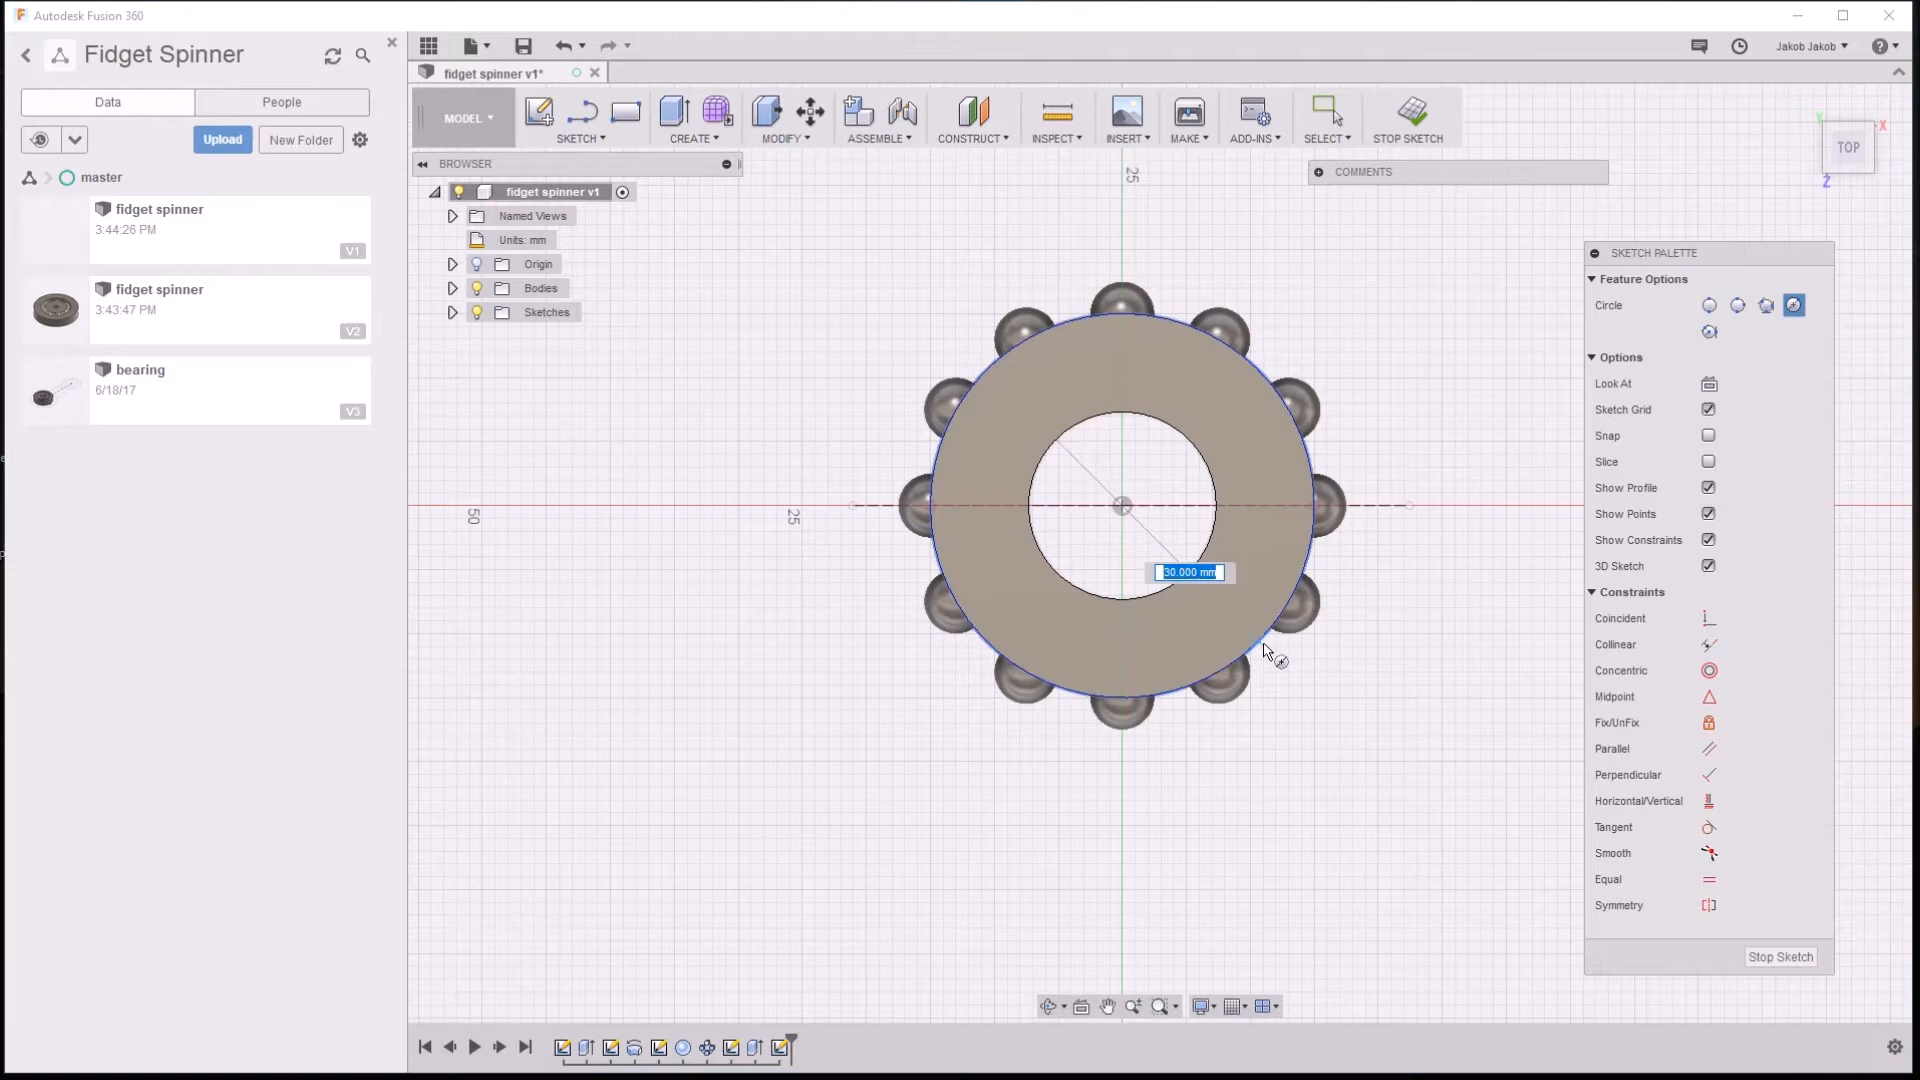 Autodesk Fusion 360
Fidget Spinner
Data
People
Upload
New Folder
master
fidget spinner
3:44:26 PM
V1
fidget spinner
3:43:47 PM
V2
bearing
6/18/17
V3
Jakob Jakob
fidget spinner v1*
MODEL
SKETCH
CREATE
MODIFY
ASSEMBLE
CONSTRUCT
INSPECT
INSERT
MAKE
ADD-INS
SELECT
STOP SKETCH
BROWSER
fidget spinner v1
Named Views
Units: mm
Origin
Bodies
Sketches
COMMENTS
TOP
X
Y
Z
25
50
25
30.000 mm
SKETCH PALETTE
Feature Options
Circle
Options
Look At
Sketch Grid
Snap
Slice
Show Profile
Show Points
Show Constraints
3D Sketch
Constraints
Coincident
Collinear
Concentric
Midpoint
Fix/UnFix
Parallel
Perpendicular
Horizontal/Vertical
Tangent
Smooth
Equal
Symmetry
Stop Sketch